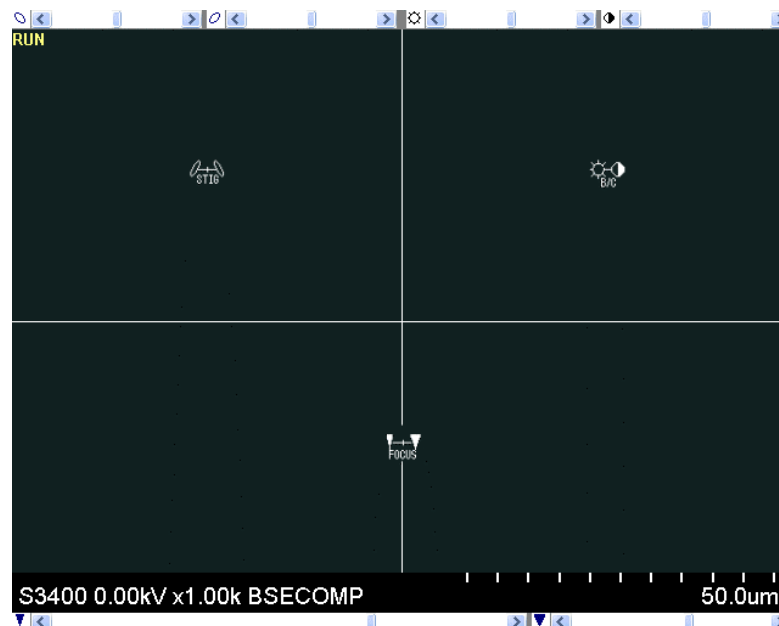 RUN
STIG
B/C
FOCUS
S3400 0.00kV x1.00k BSECOMP
50.0um